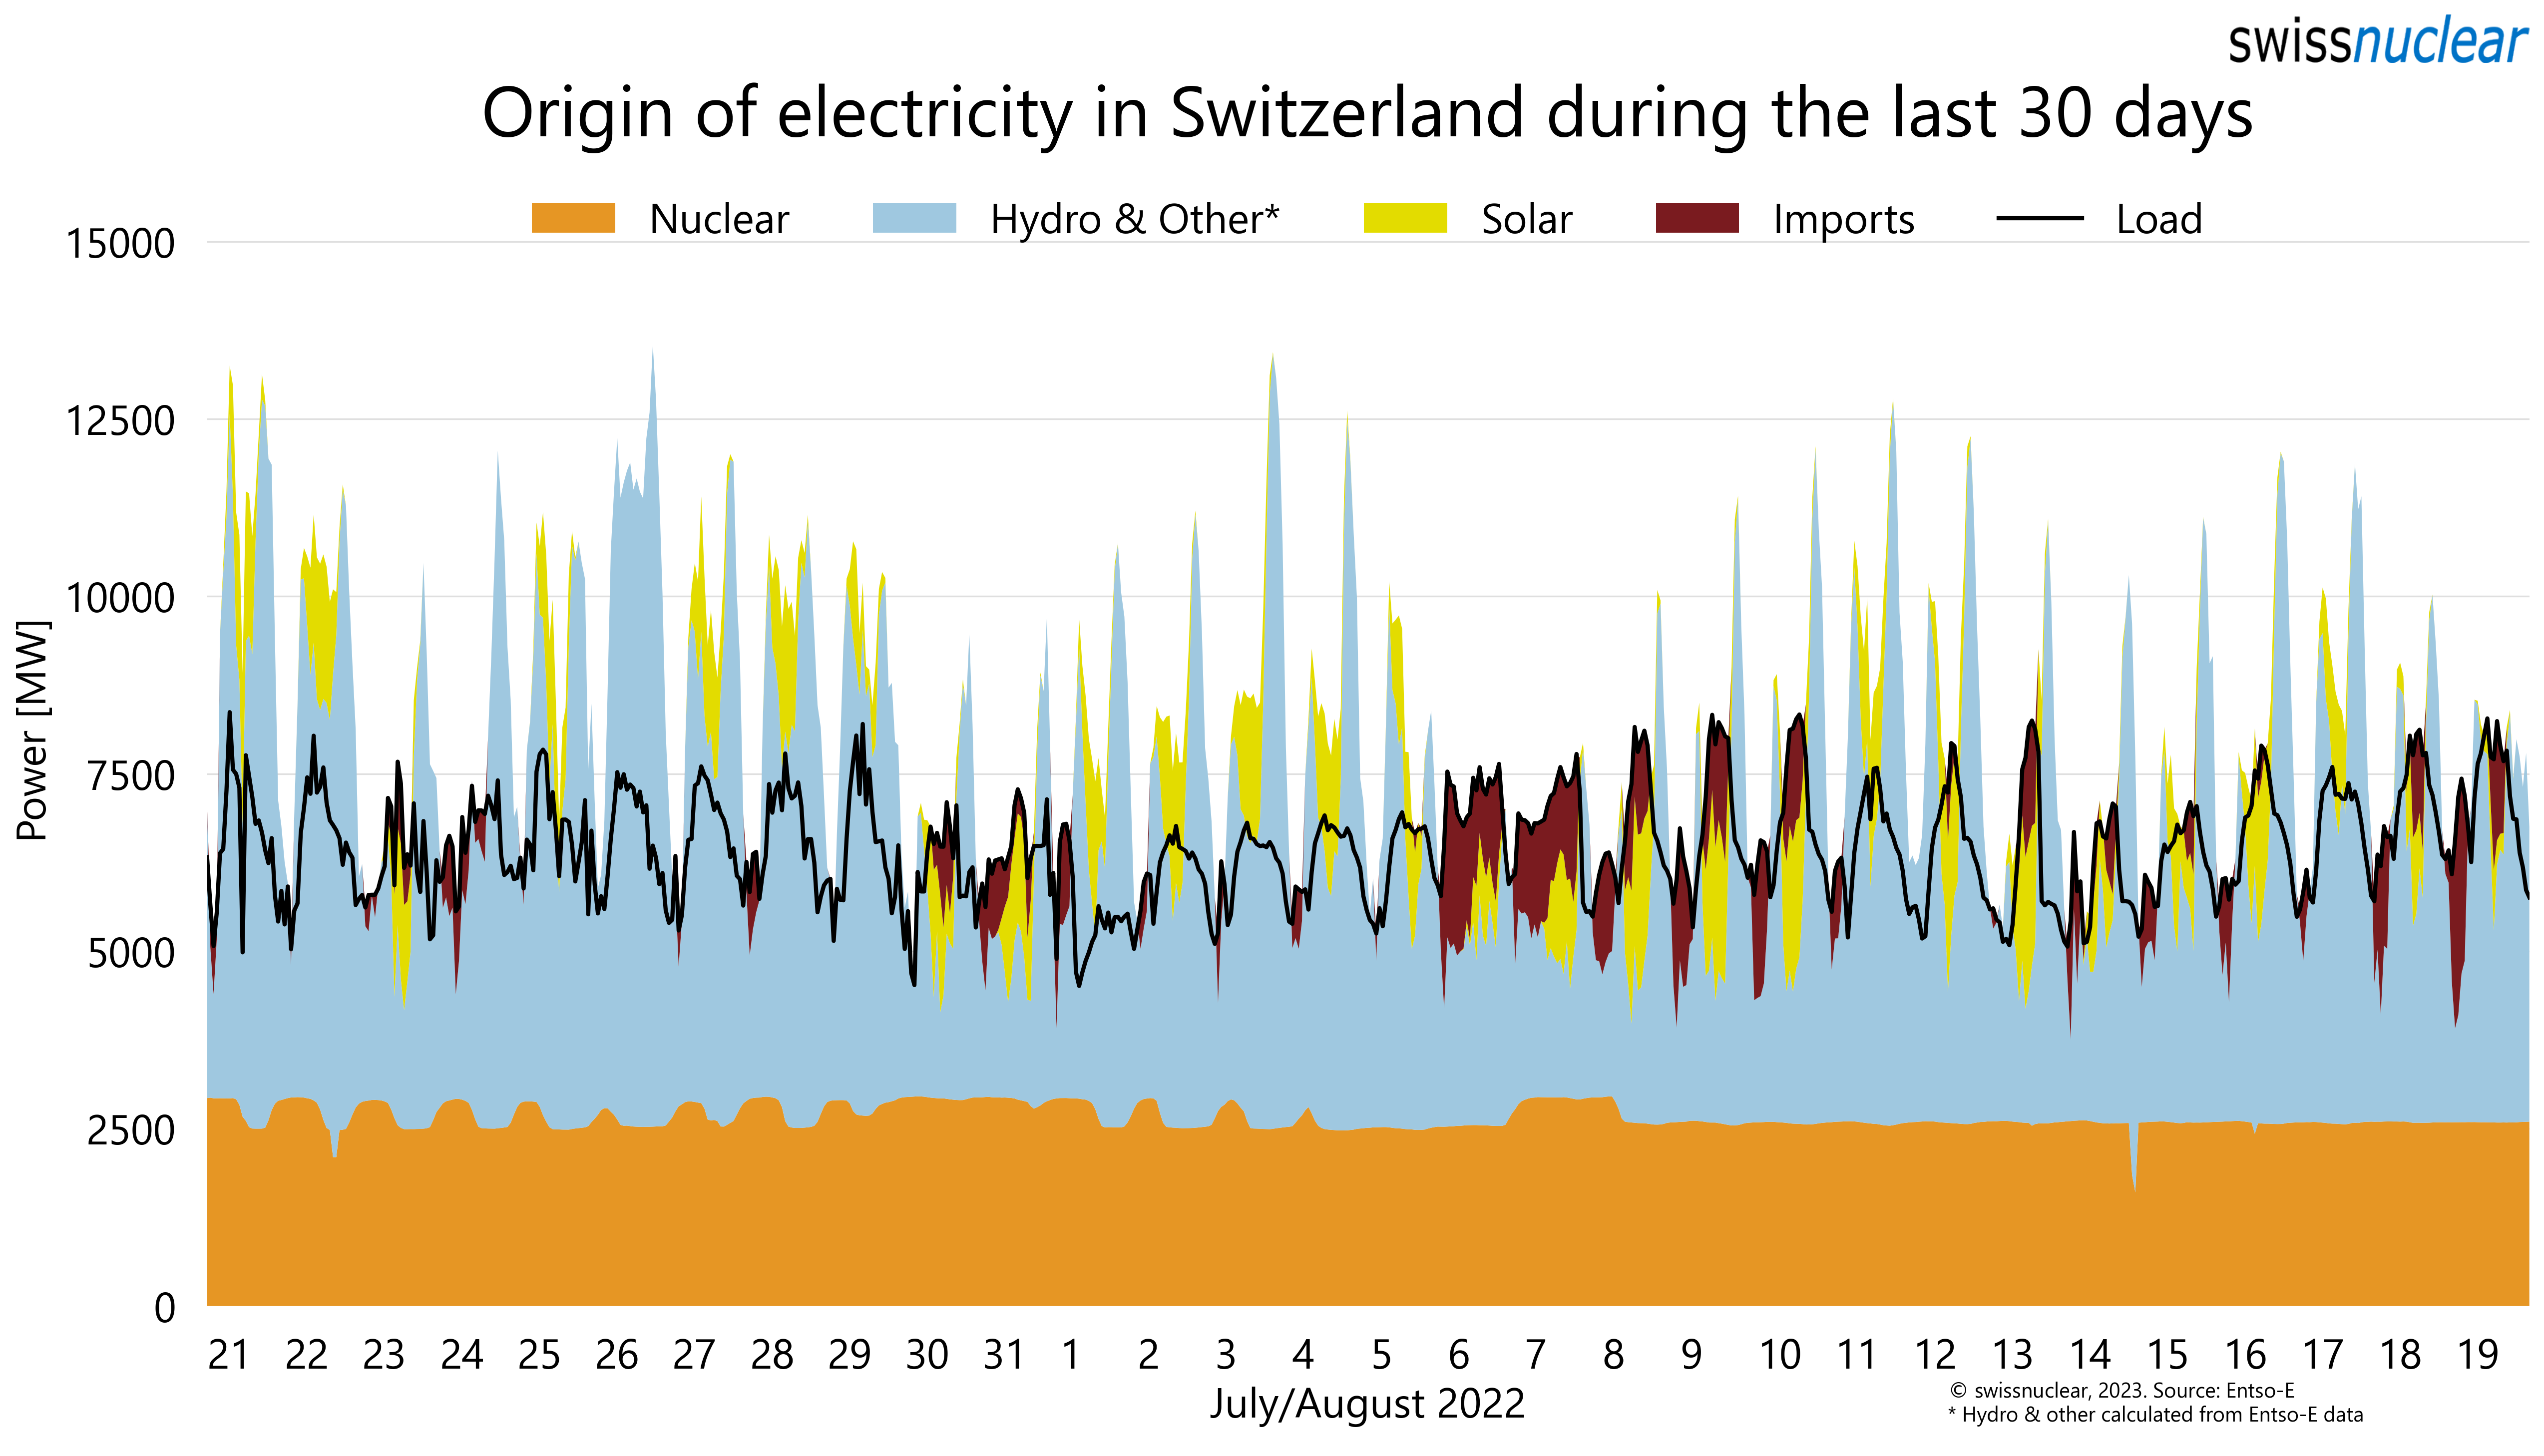 swissnuclear
Origin of electricity in Switzerland during the last 30 days
Nuclear Hydro & Other* Solar Imports Load
15000
12500
10000
7500
5000
2500
0
Power [MW]
21 22 23 24 25 26 27 28 29 30 31 1 2 3 4 5 6 7 8 9 10 11 12 13 14 15 16 17 18 19
July/August 2022
© swissnuclear, 2023. Source: Entso-E
* Hydro & other calculated from Entso-E data